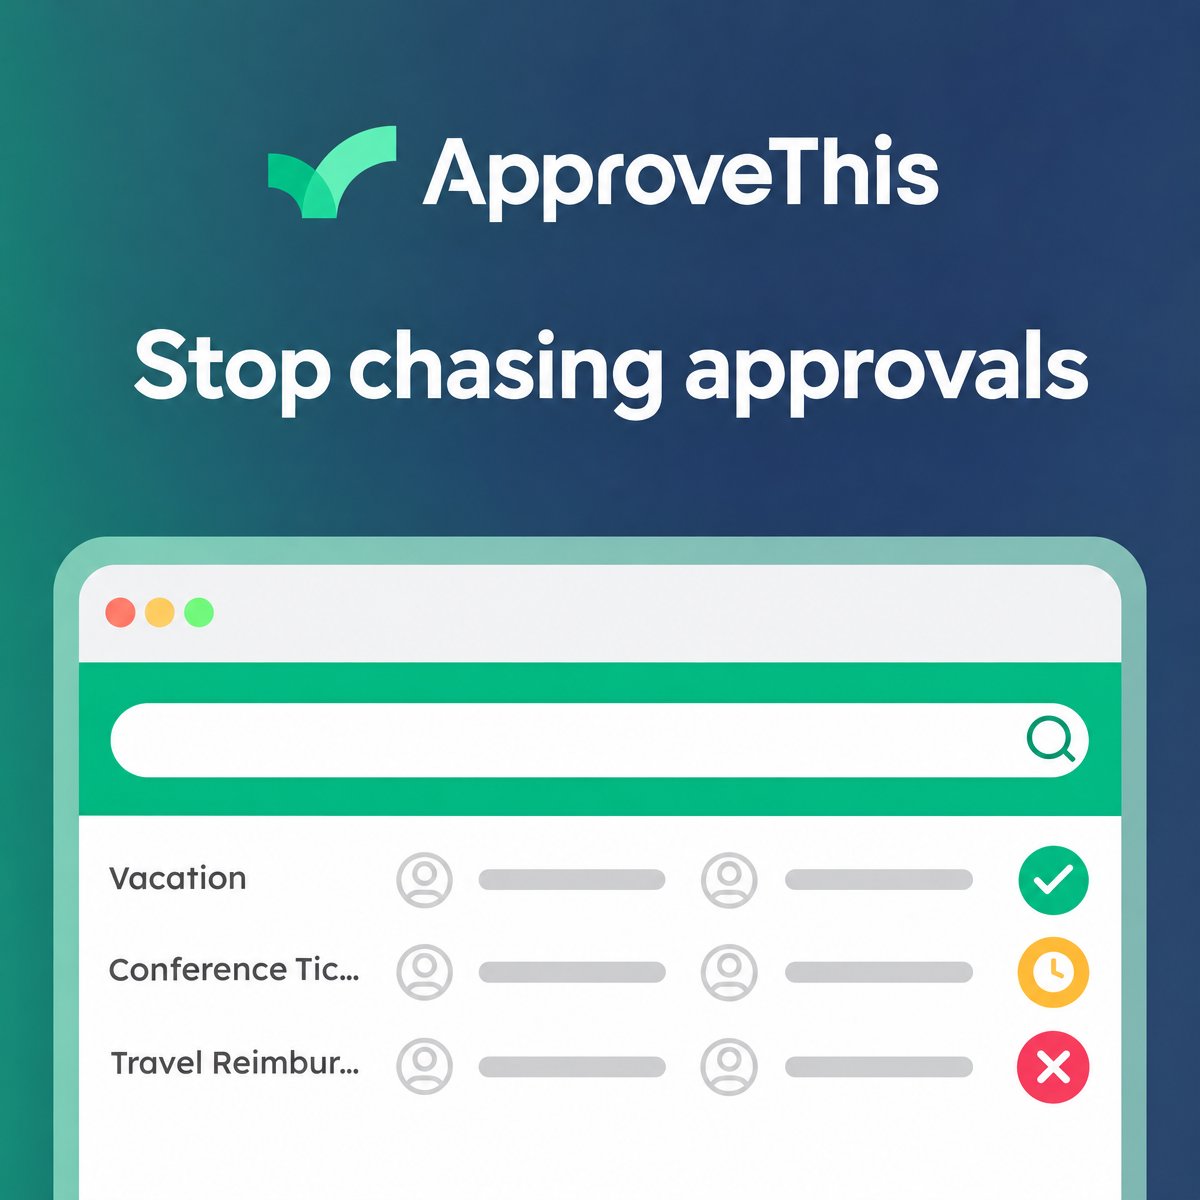 ApproveThis
Stop chasing approvals
Vacation
Conference Tic...
Travel Reimbur...